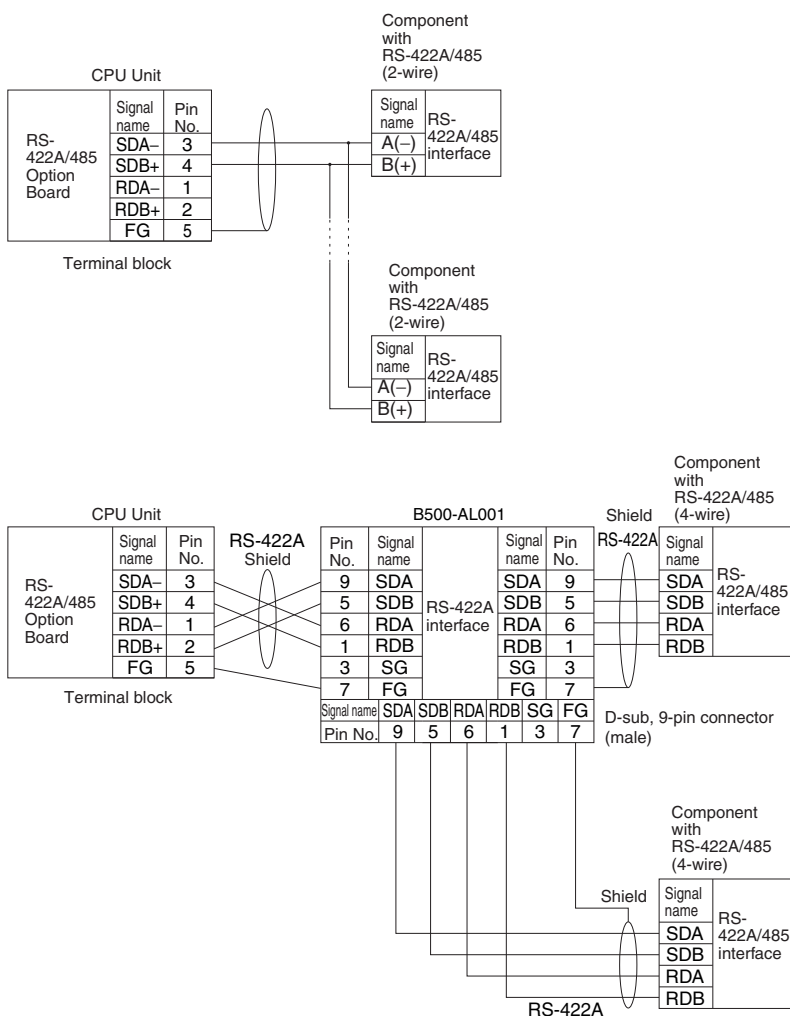 Component
with
RS-422A/485
(2-wire)
CPU Unit
RS-
422A/485
Option
Board
Signal
name
Pin
No.
SDA− 3
SDB+ 4
RDA− 1
RDB+ 2
FG 5
Terminal block
Signal
name
A(−)
B(+)
RS-
422A/485
interface
Component
with
RS-422A/485
(2-wire)
Signal
name
A(−)
B(+)
RS-
422A/485
interface
CPU Unit
RS-
422A/485
Option
Board
Signal
name
Pin
No.
SDA− 3
SDB+ 4
RDA− 1
RDB+ 2
FG 5
Terminal block
RS-422A
Shield
B500-AL001
Pin
No.
Signal
name
9 SDA
5 SDB
6 RDA
1 RDB
3 SG
7 FG
RS-422A
interface
Signal
name
Pin
No.
SDA 9
SDB 5
RDA 6
RDB 1
SG 3
FG 7
Signal name SDA SDB RDA RDB SG FG
Pin No. 9 5 6 1 3 7
D-sub, 9-pin connector
(male)
Shield
RS-422A
Component
with
RS-422A/485
(4-wire)
Signal
name
SDA
SDB
RDA
RDB
RS-
422A/485
interface
Component
with
RS-422A/485
(4-wire)
Shield
Signal
name
SDA
SDB
RDA
RDB
RS-
422A/485
interface
RS-422A